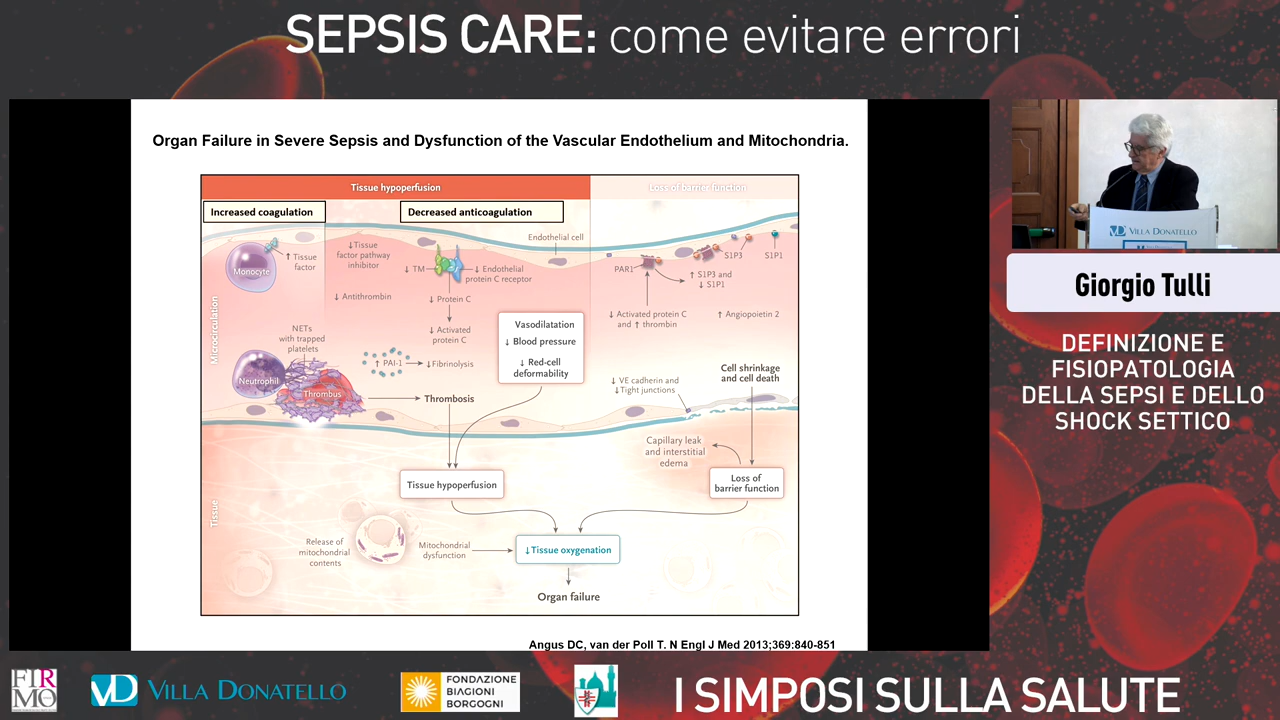 SEPSIS CARE: come evitare errori
Organ Failure in Severe Sepsis and Dysfunction of the Vascular Endothelium and Mitochondria.
Tissue hypoperfusion
Loss of barrier function
Increased coagulation
Decreased anticoagulation
Endothelial cell
Monocyte
↑ Tissue
factor
↓Tissue
factor pathway
inhibitor
↓ TM
↓ Endothelial
protein C receptor
PAR1
S1P3
S1P1
↑ S1P3 and
↓ S1P1
↓ Antithrombin
↓ Protein C
↓ Activated
protein C
↓ Activated protein C
and ↑ thrombin
↑ Angiopoietin 2
Microcirculation
Vasodilatation
↓ Blood pressure
↓ Red-cell
deformability
NETs
with trapped
platelets
Neutrophil
Thrombus
↑ PAI-1
↓Fibrinolysis
Thrombosis
↓ VE cadherin and
↓Tight junctions
Cell shrinkage
and cell death
Capillary leak
and interstitial
edema
Loss of
barrier function
Tissue hypoperfusion
Tissue
Release of
mitochondrial
contents
Mitochondrial
dysfunction
↓Tissue oxygenation
Organ failure
Angus DC, van der Poll T. N Engl J Med 2013;369:840-851
VILLA DONATELLO
Giorgio Tulli
DEFINIZIONE E
FISIOPATOLOGIA
DELLA SEPSI E DELLO
SHOCK SETTICO
FIR
MO
VD VILLA DONATELLO
FONDAZIONE
BIAGIONI
BORGOGNI
I SIMPOSI SULLA SALUTE